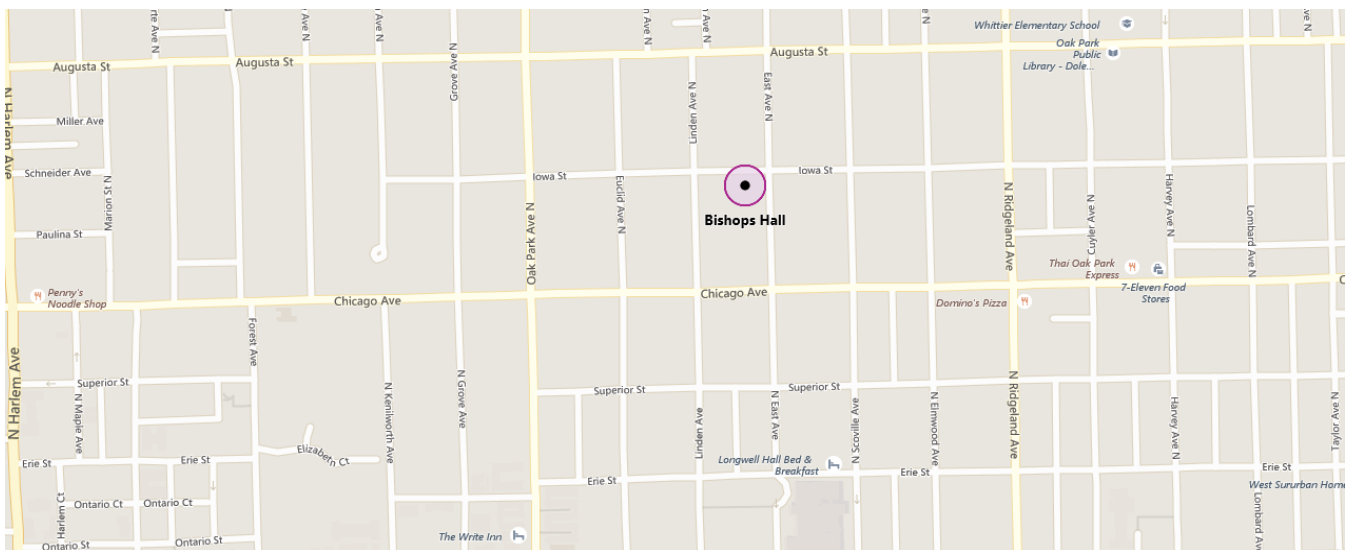 Whittier Elementary School
Oak Park
Public
Library - Dole...
Augusta St
Augusta St
Augusta St
Grove Ave N
Linden Ave N
East Ave N
N Harlem Ave
Miller Ave
Schneider Ave
Marion St N
Iowa St
Iowa St
Euclid Ave N
Oak Park Ave N
Bishops Hall
N Ridgeland Ave
Cuyler Ave N
Harvey Ave N
Lombard Ave N
Paulina St
Thai Oak Park
Express
7-Eleven Food
Stores
Penny's
Noodle Shop
Chicago Ave
Chicago Ave
Domino's Pizza
Forest Ave
N Harlem Ave
Superior St
Superior St
Superior St
N Maple Ave
N Kenilworth Ave
N Grove Ave
Linden Ave
N East Ave
N Scoville Ave
N Elmwood Ave
N Ridgeland Ave
Harvey Ave N
Taylor Ave
Elizabeth Ct
Erie St
Erie St
Erie St
Erie St
Erie St
Longwell Hall Bed &
Breakfast
West Sururban Home
Harlem Ct
Ontario Ct
Ontario Ct
Lombard Ave
The Write Inn
Ontario St
Ontario St